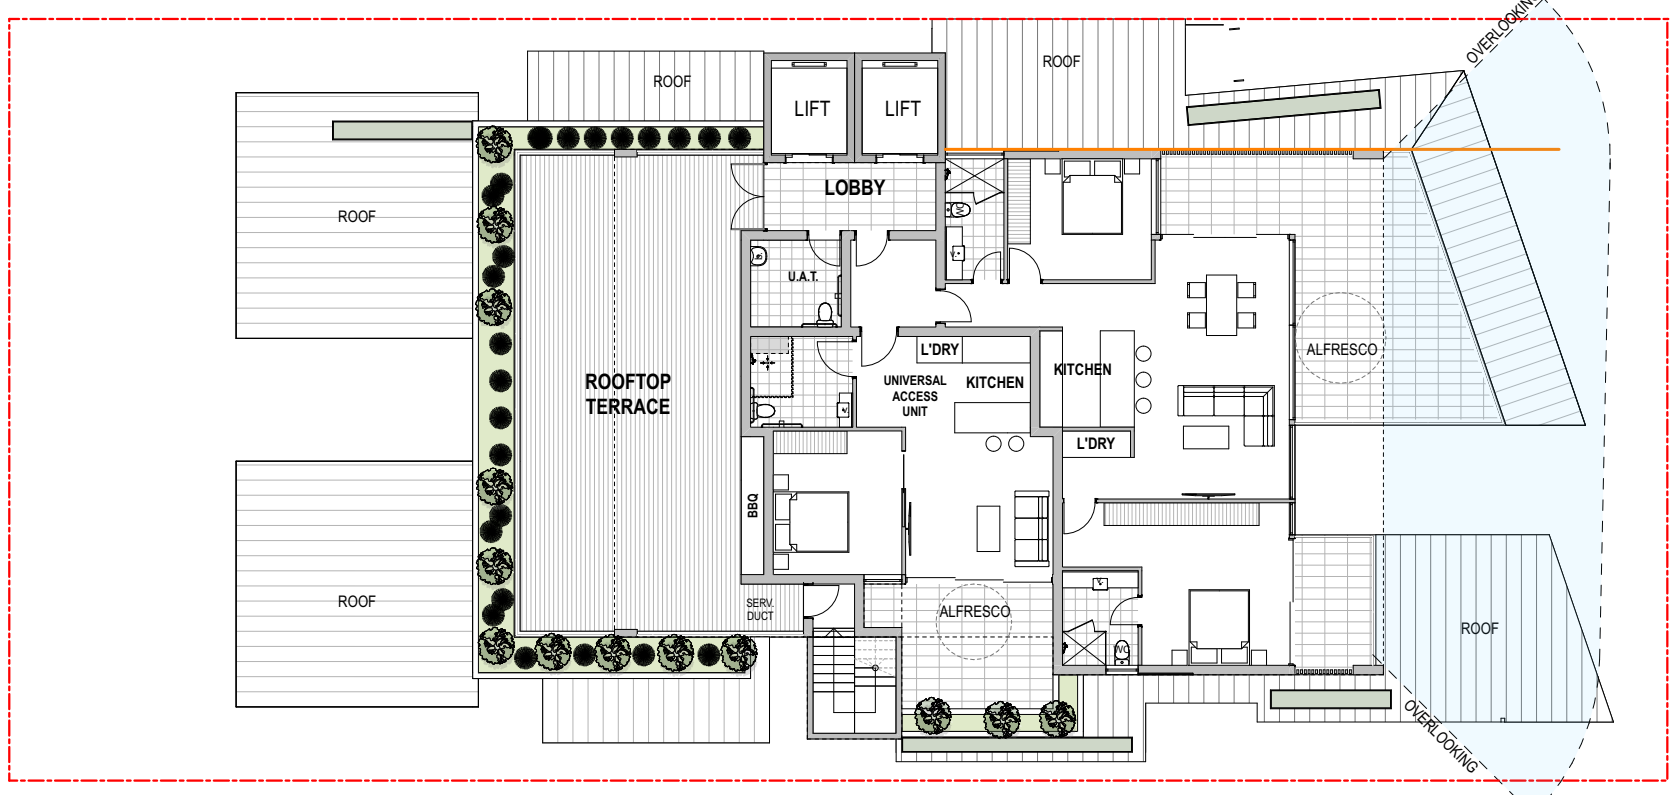 OVERLOOKING
ROOF
ROOF
LIFT
LIFT
LOBBY
ROOF
WC
V.
U.A.T.
L'DRY
ALFRESCO
KITCHEN
ROOFTOP
TERRACE
UNIVERSAL
ACCESS
UNIT
KITCHEN
L'DRY
BBQ
ROOF
SERV.
DUCT
ALFRESCO
ROOF
WC
OVERLOOKING